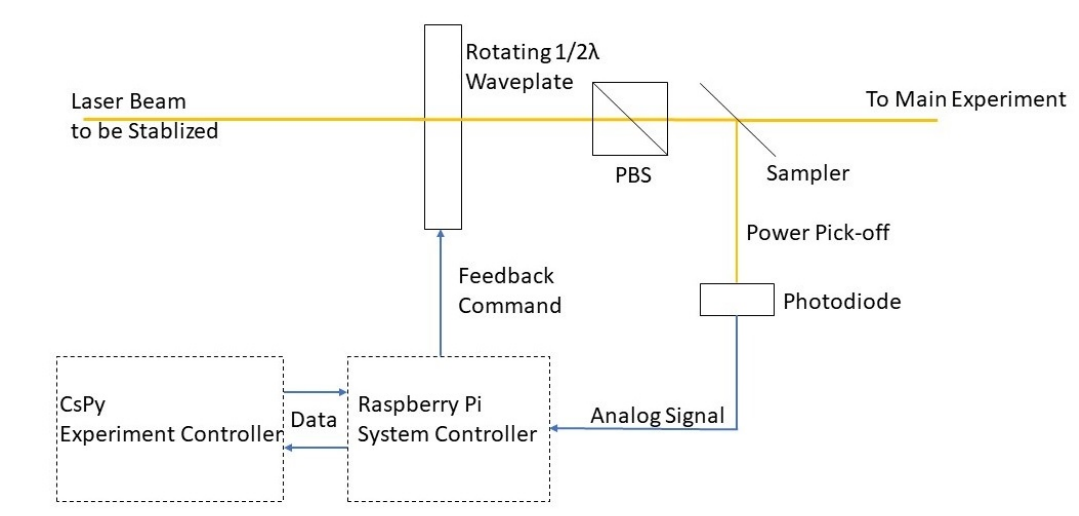 Rotating 1/2λ
Waveplate
Laser Beam
to be Stablized
To Main Experiment
PBS
Sampler
Power Pick-off
Feedback
Command
Photodiode
CsPy
Experiment Controller
Data
Raspberry Pi
System Controller
Analog Signal